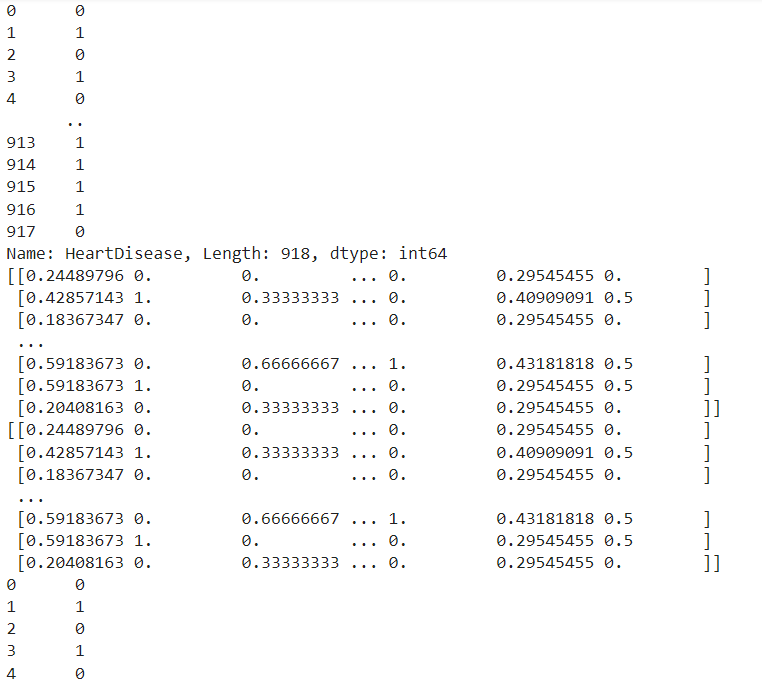 0      0
1      1
2      0
3      1
4      0
      ..
913    1
914    1
915    1
916    1
917    0
Name: HeartDisease, Length: 918, dtype: int64
[[0.24489796 0.         0.         ... 0.         0.29545455 0.        ]
 [0.42857143 1.         0.33333333 ... 0.         0.40909091 0.5       ]
 [0.18367347 0.         0.         ... 0.         0.29545455 0.        ]
 ...
 [0.59183673 0.         0.66666667 ... 1.         0.43181818 0.5       ]
 [0.59183673 1.         0.         ... 0.         0.29545455 0.5       ]
 [0.20408163 0.         0.33333333 ... 0.         0.29545455 0.        ]]
[[0.24489796 0.         0.         ... 0.         0.29545455 0.        ]
 [0.42857143 1.         0.33333333 ... 0.         0.40909091 0.5       ]
 [0.18367347 0.         0.         ... 0.         0.29545455 0.        ]
 ...
 [0.59183673 0.         0.66666667 ... 1.         0.43181818 0.5       ]
 [0.59183673 1.         0.         ... 0.         0.29545455 0.5       ]
 [0.20408163 0.         0.33333333 ... 0.         0.29545455 0.        ]]
0      0
1      1
2      0
3      1
4      0